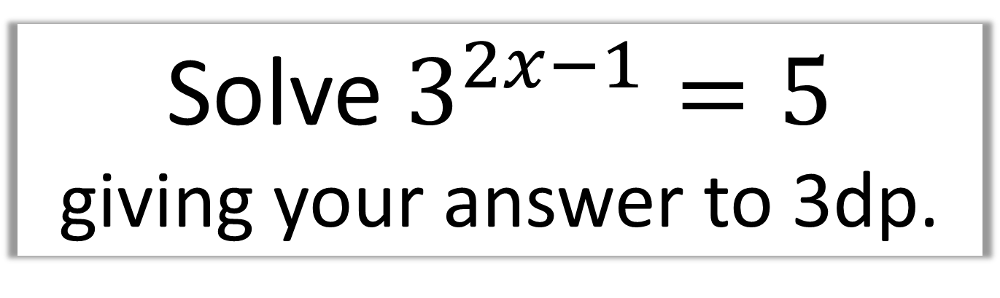 Solve 3^{2x−1} = 5
giving your answer to 3dp.